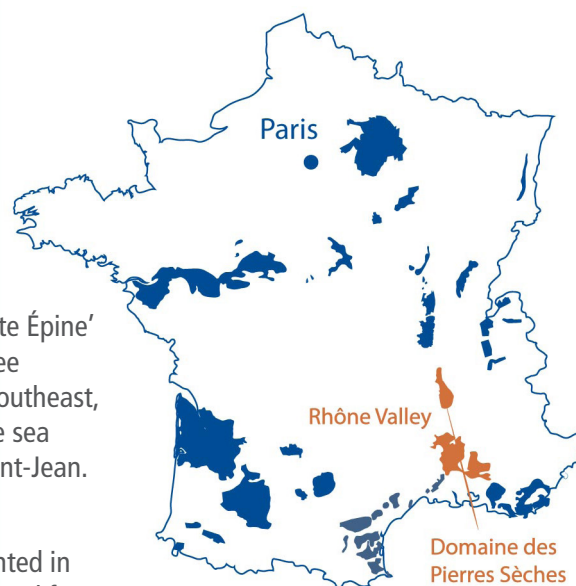 Paris
te Épine’
ee
outheast,
e sea
nt-Jean.
Rhône Valley
nted in
Domaine des
Pierres Sèches